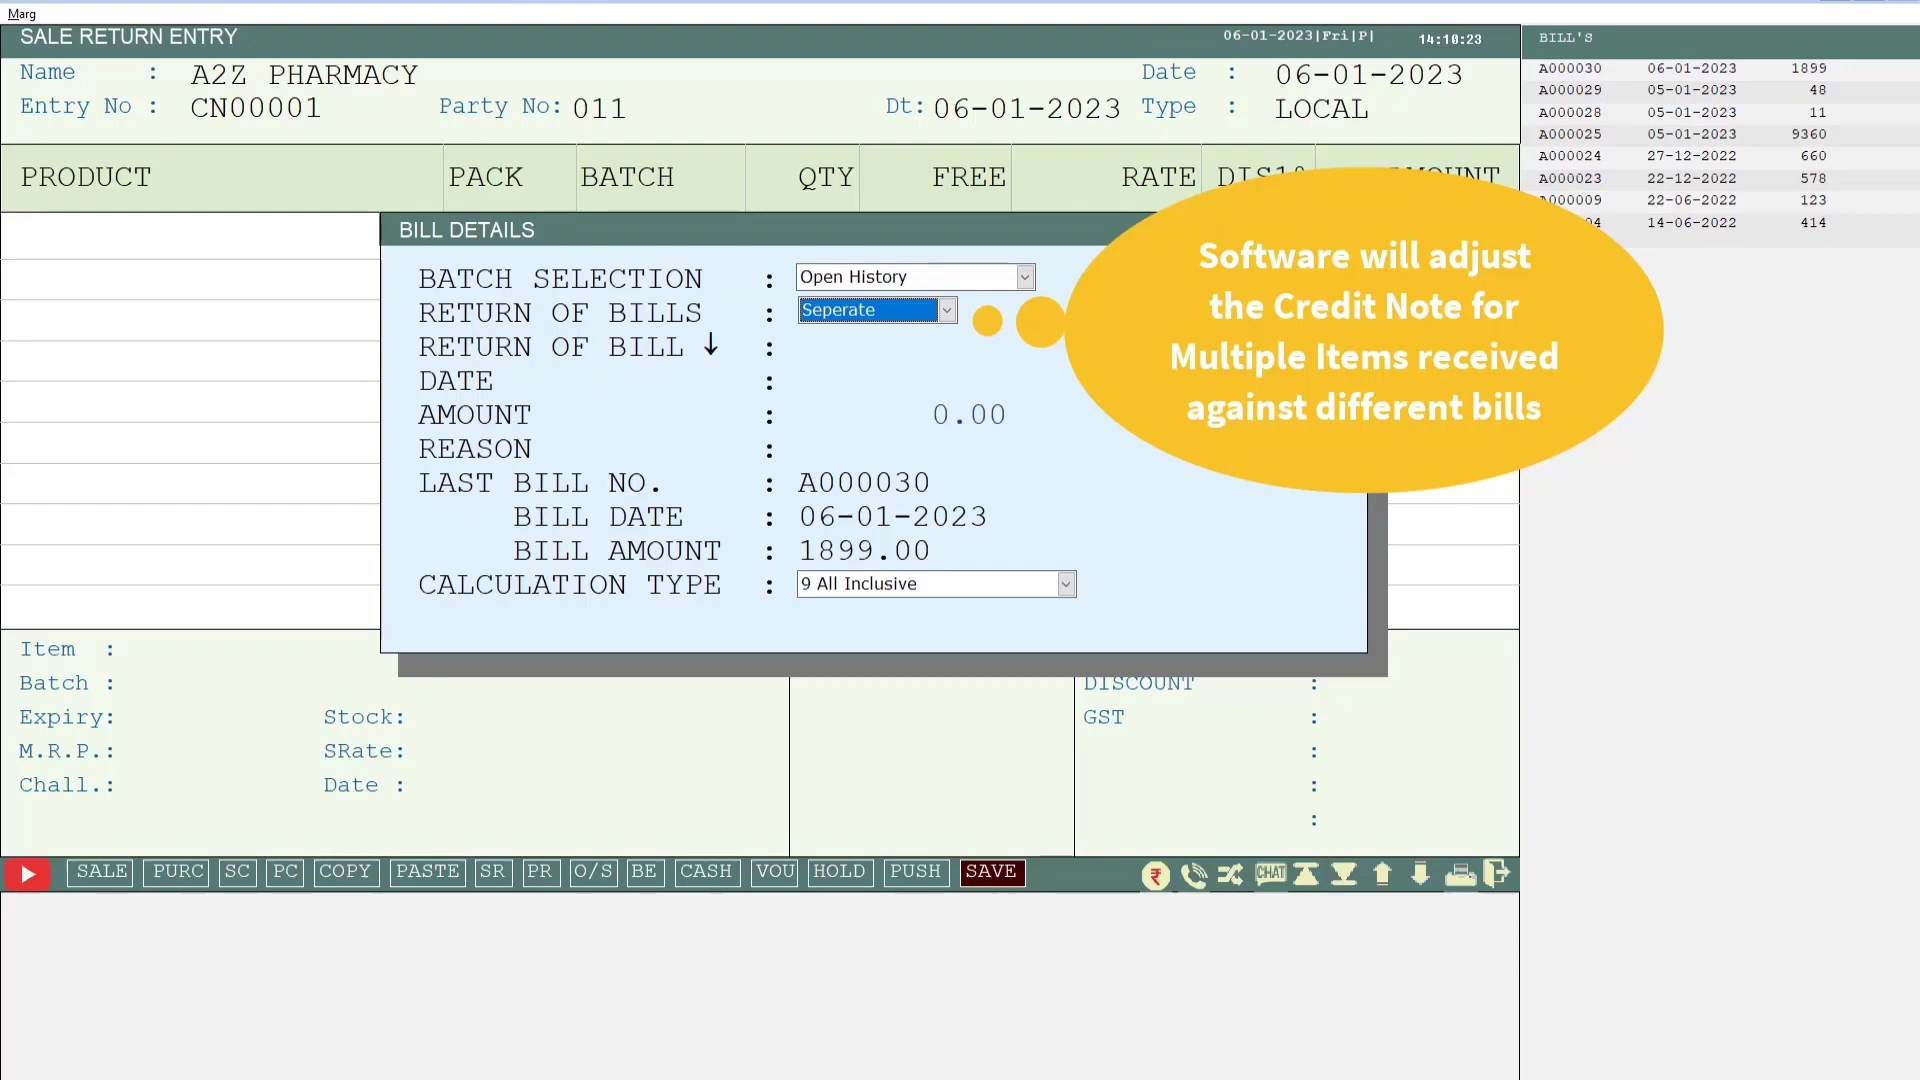 Marg
SALE RETURN ENTRY
06-01-2023|Fri|P|
14:10:23
BILL'S
Name : A2Z PHARMACY
Date : 06-01-2023
Entry No : CN00001
Party No: 011
Dt: 06-01-2023
Type : LOCAL
A000030 06-01-2023 1899
A000029 05-01-2023 48
A000028 05-01-2023 11
A000025 05-01-2023 9360
A000024 27-12-2022 660
A000023 22-12-2022 578
A000009 22-06-2022 123
14-06-2022 414
PRODUCT PACK BATCH QTY FREE RATE
BILL DETAILS
BATCH SELECTION : Open History
RETURN OF BILLS : Seperate
RETURN OF BILL ↓ :
DATE :
AMOUNT : 0.00
REASON :
LAST BILL NO. : A000030
BILL DATE : 06-01-2023
BILL AMOUNT : 1899.00
CALCULATION TYPE : 9 All Inclusive
Software will adjust
the Credit Note for
Multiple Items received
against different bills
Item :
Batch :
Expiry: Stock:
M.R.P.: SRate:
Chall.: Date :
DISCOUNT :
GST :
:
:
:
SALE PURC SC PC COPY PASTE SR PR O/S BE CASH VOU HOLD PUSH SAVE
₹ CHAT